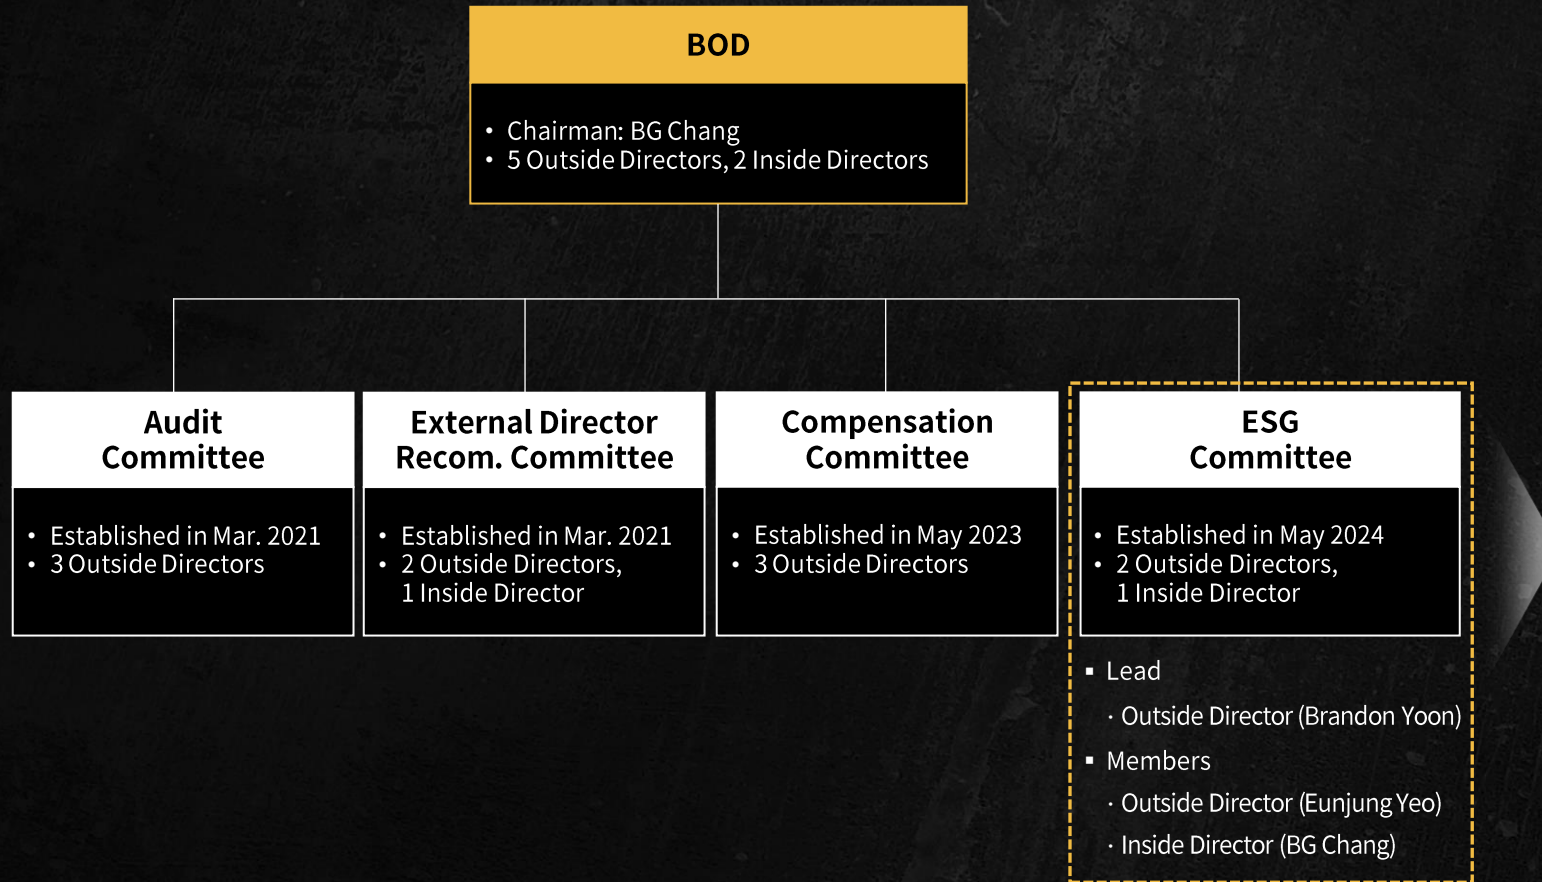 BOD
• Chairman: BG Chang
• 5 Outside Directors, 2 Inside Directors
Audit
Committee
• Established in Mar. 2021
• 3 Outside Directors
External Director
Recom. Committee
• Established in Mar. 2021
• 2 Outside Directors,
1 Inside Director
Compensation
Committee
• Established in May 2023
• 3 Outside Directors
ESG
Committee
• Established in May 2024
• 2 Outside Directors,
1 Inside Director
▪ Lead
· Outside Director (Brandon Yoon)
▪ Members
· Outside Director (Eunjung Yeo)
· Inside Director (BG Chang)